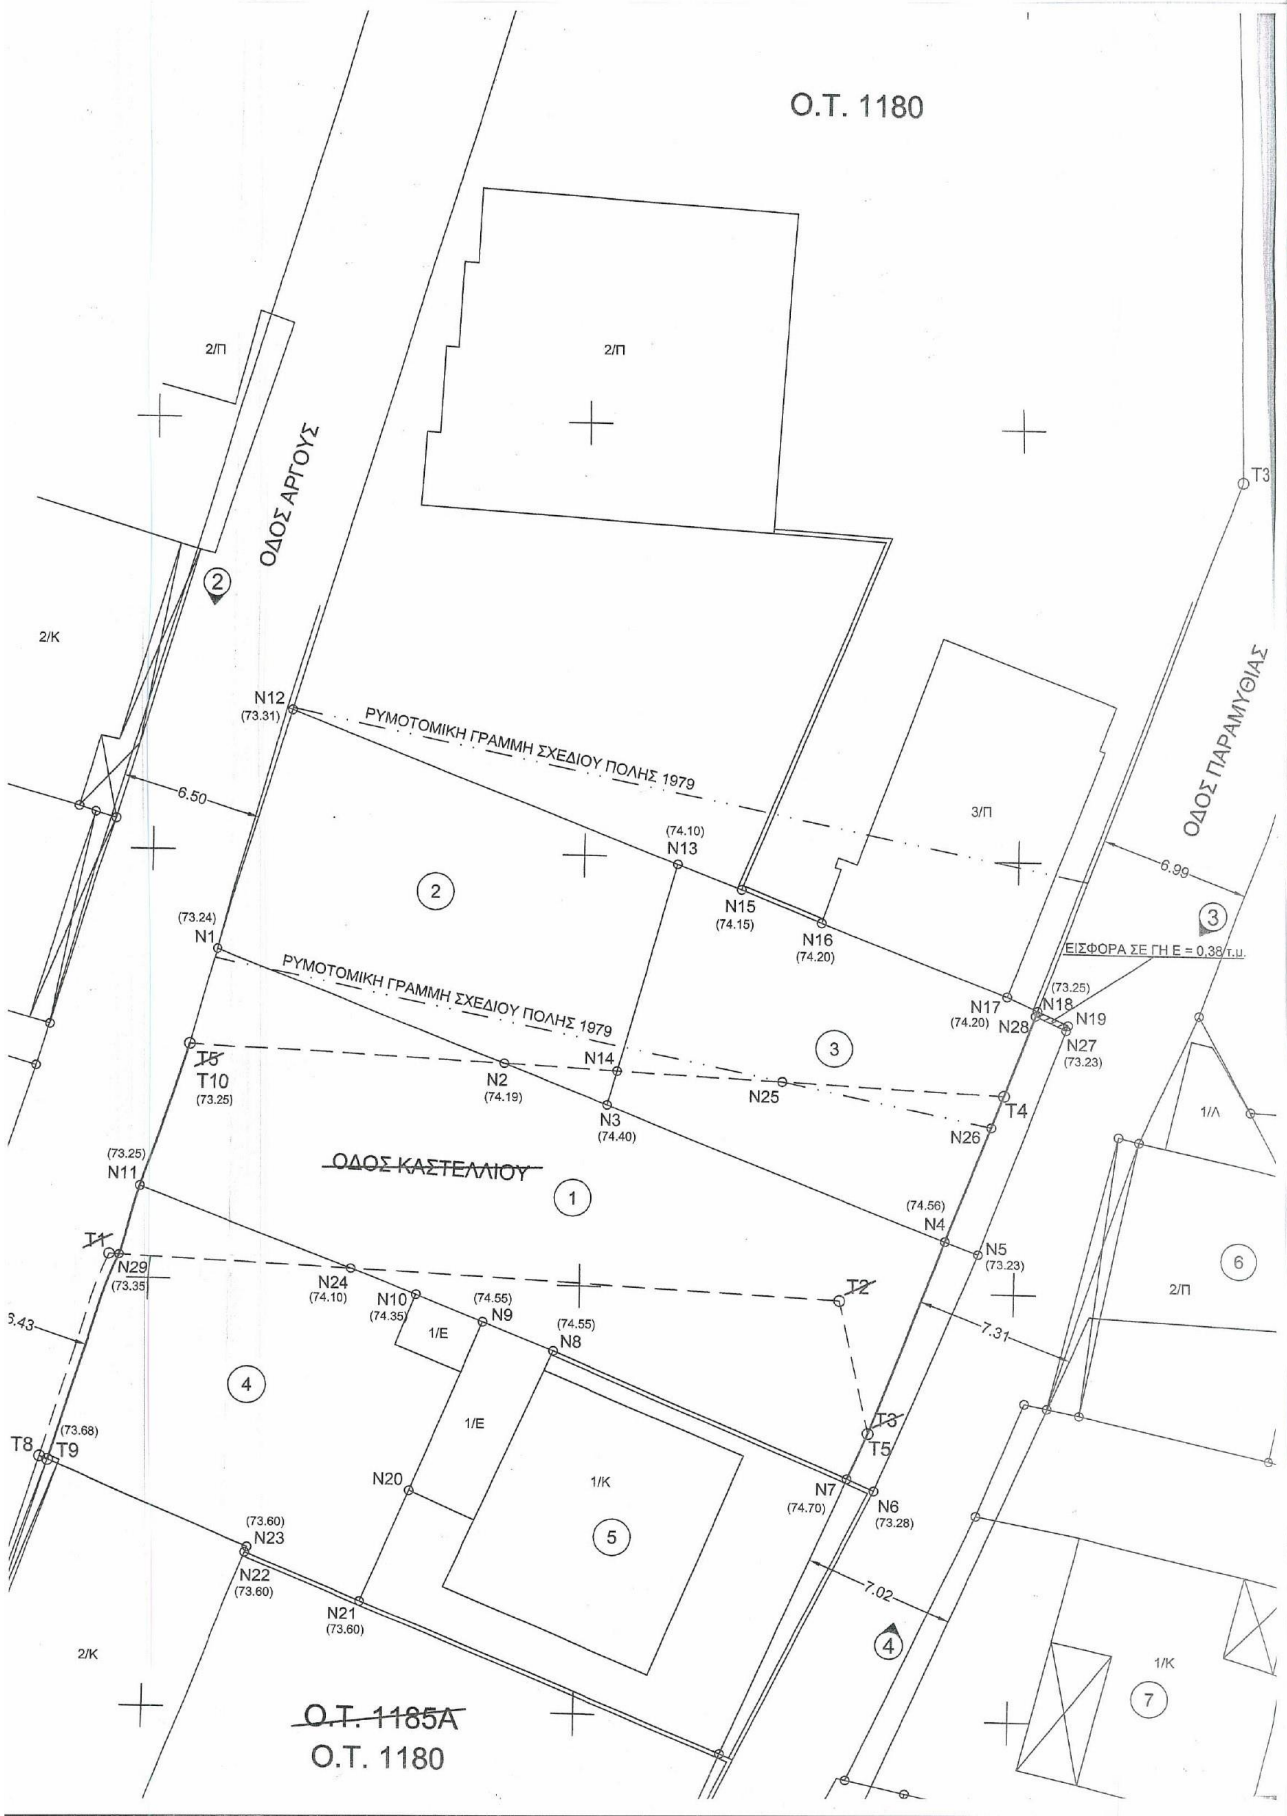 Ο.Τ. 1180
2/Π
2/Π
ΟΔΟΣ ΑΡΓΟΥΣ
T3
2
2/Κ
ΟΔΟΣ ΠΑΡΑΜΥΘΙΑΣ
N12
(73.31)
ΡΥΜΟΤΟΜΙΚΗ ΓΡΑΜΜΗ ΣΧΕΔΙΟΥ ΠΟΛΗΣ 1979
6.50
3/Π
(74.10)
N13
6.99
2
N15
(74.15)
3
(73.24)
N1
N16
(74.20)
ΕΙΣΦΟΡΑ ΣΕ ΓΗ Ε = 0,38 τ.μ.
ΡΥΜΟΤΟΜΙΚΗ ΓΡΑΜΜΗ ΣΧΕΔΙΟΥ ΠΟΛΗΣ 1979
(73.25)
N17
N18
(74.20)
N28
N19
N27
(73.23)
3
T5
T10
(73.25)
N14
N2
(74.19)
N25
T4
1/Λ
N3
(74.40)
N26
(73.25)
N11
ΟΔΟΣ ΚΑΣΤΕΛΛΙΟΥ
1
(74.56)
N4
N5
(73.23)
T1
N29
(73.35)
6
2/Π
N24
(74.10)
N10
(74.35)
(74.55)
N9
T2
1/Ε
(74.55)
N8
7.31
6.43
4
1/Ε
T3
T5
(73.68)
T8
T9
N20
1/Κ
N7
(74.70)
N6
(73.28)
5
(73.60)
N23
N22
(73.60)
7.02
N21
(73.60)
4
2/Κ
1/Κ
7
Ο.Τ. 1185Α
Ο.Τ. 1180